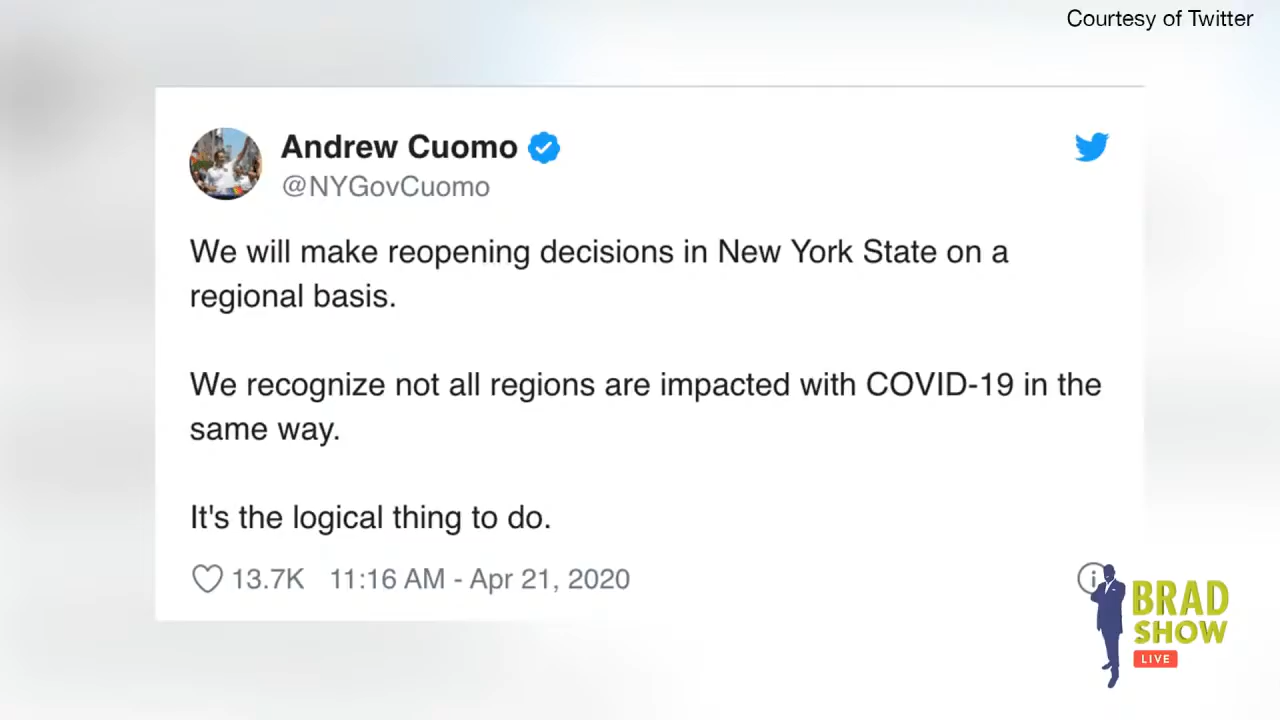 Courtesy of Twitter
Andrew Cuomo
@NYGovCuomo
We will make reopening decisions in New York State on a
regional basis.
We recognize not all regions are impacted with COVID-19 in the
same way.
It's the logical thing to do.
13.7K 11:16 AM - Apr 21, 2020
BRAD
SHOW
LIVE